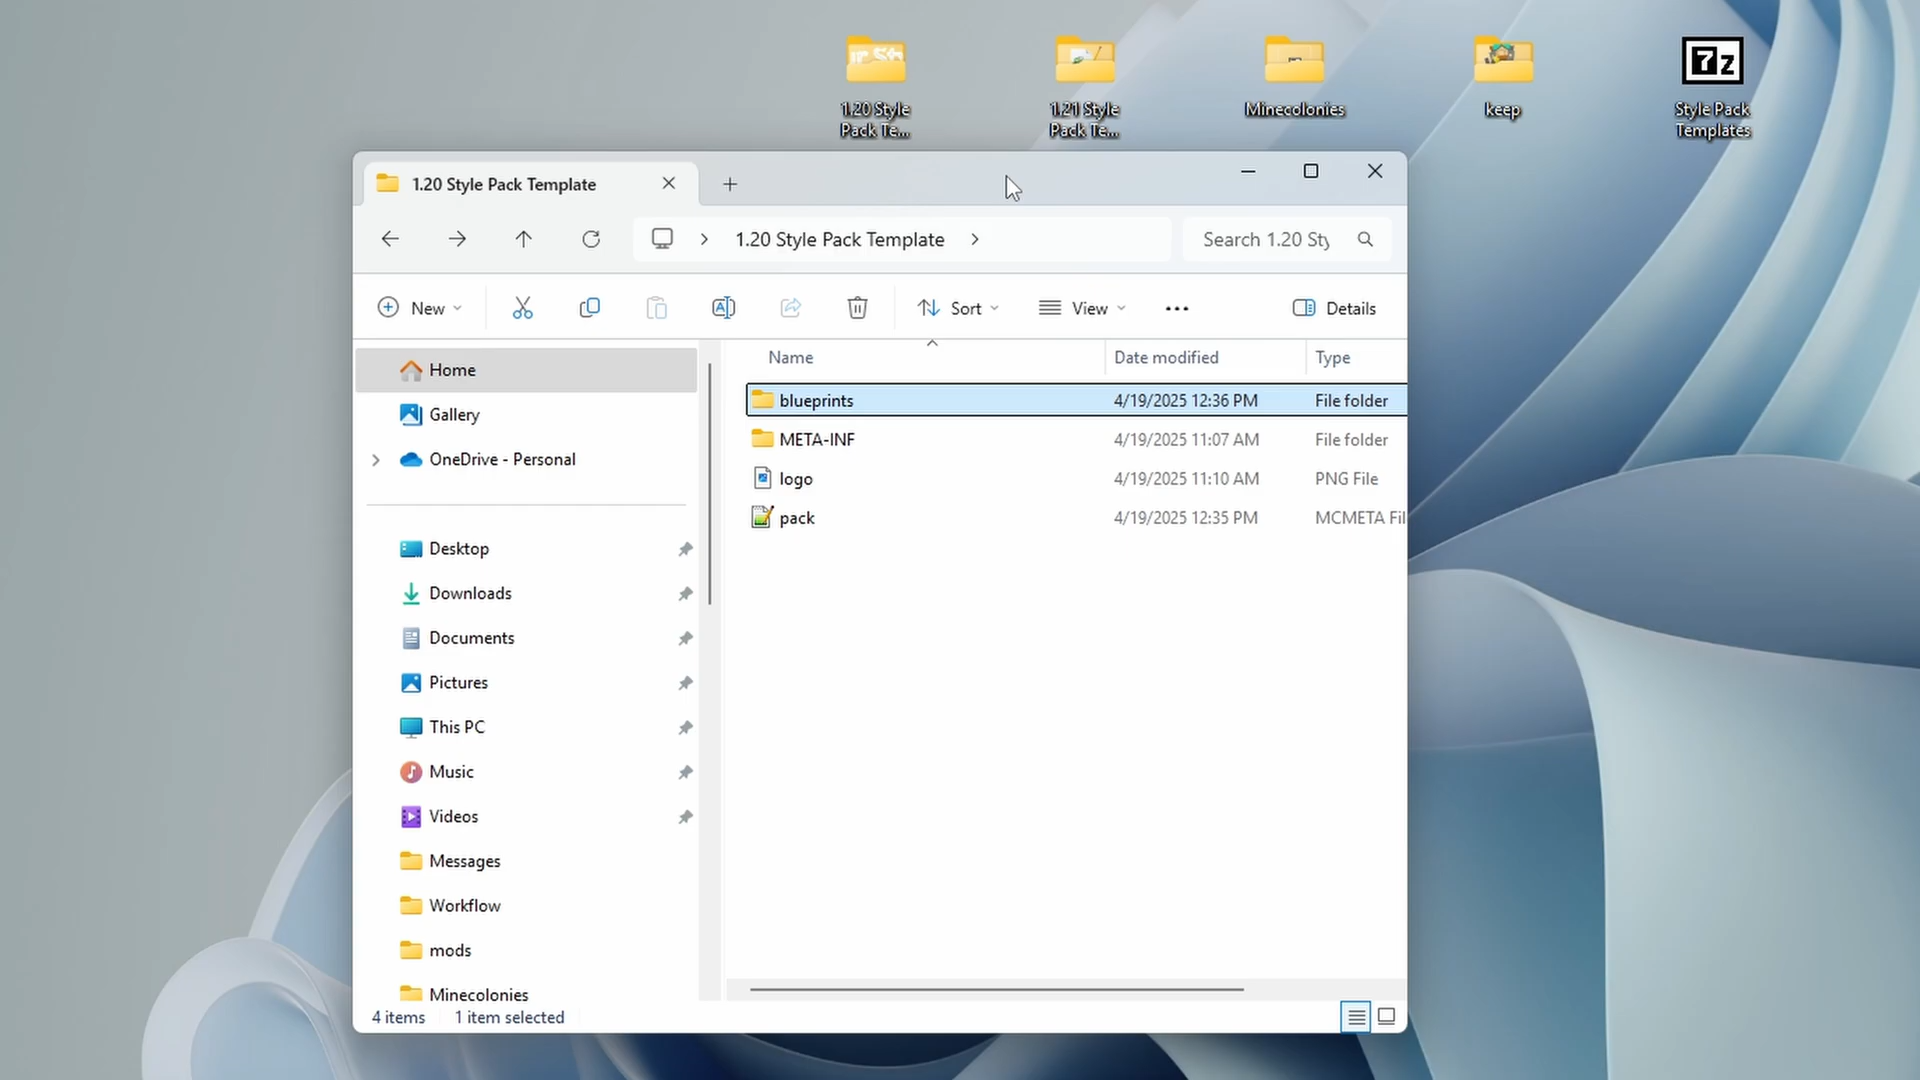 1.20 Style
Pack Te...
1.21 Style
Pack Te...
Minecolonies
keep
7z
Style Pack
Templates
1.20 Style Pack Template
1.20 Style Pack Template
Search 1.20 Sty
New
Sort
View
Details
Home
Gallery
OneDrive - Personal
Desktop
Downloads
Documents
Pictures
This PC
Music
Videos
Messages
Workflow
mods
Minecolonies
Name Date modified Type
blueprints 4/19/2025 12:36 PM File folder
META-INF 4/19/2025 11:07 AM File folder
logo 4/19/2025 11:10 AM PNG File
pack 4/19/2025 12:35 PM MCMETA Fil
4 items 1 item selected